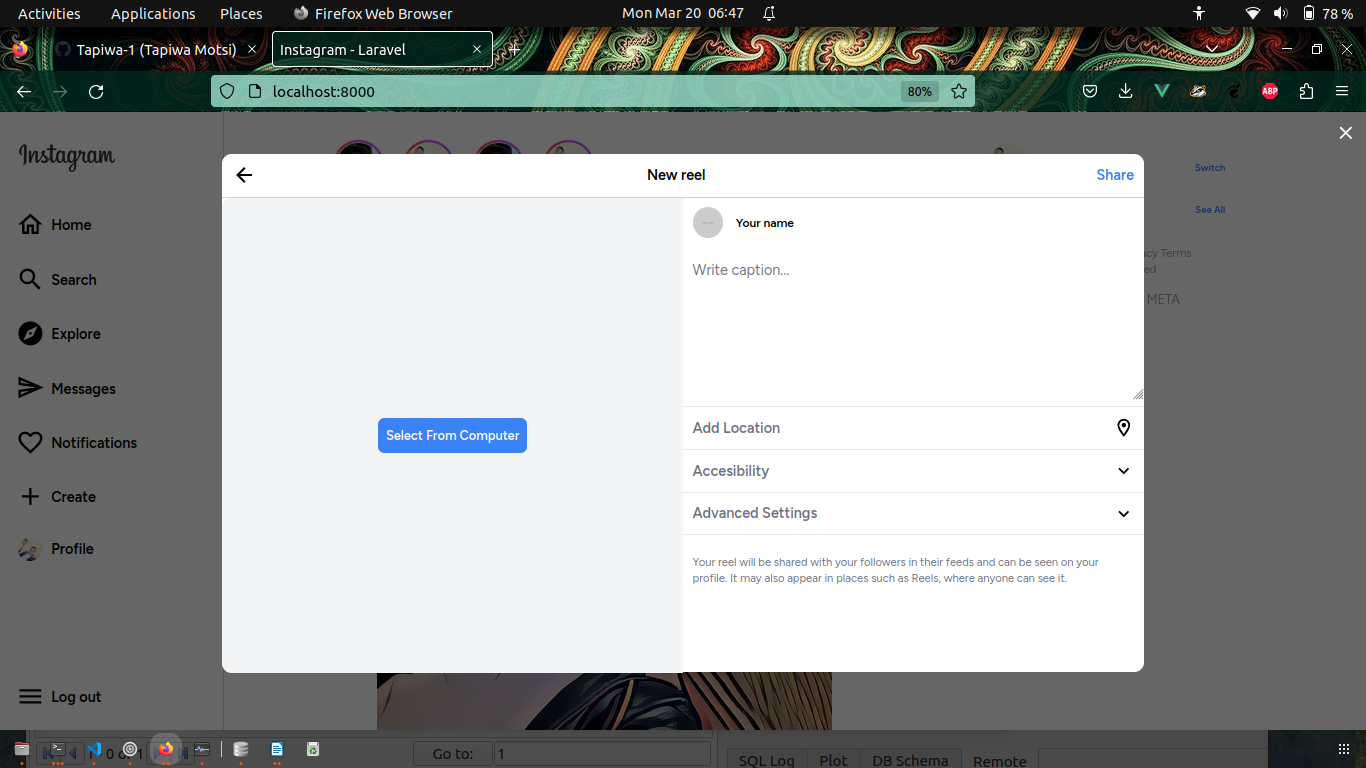 Activities Applications Places Firefox Web Browser Mon Mar 20 06:47 78 %
Tapiwa-1 (Tapiwa Motsi) Instagram - Laravel
localhost:8000 80% ABP
Instagram
Home
Search
Explore
Messages
Notifications
Create
Profile
Log out
New reel
Share
Select From Computer
Your name
Write caption...
Add Location
Accesibility
Advanced Settings
Your reel will be shared with your followers in their feeds and can be seen on your
profile. It may also appear in places such as Reels, where anyone can see it.
Switch
See All
Terms
META
0 of 1 Go to: 1
SQL Log Plot DB Schema Remote